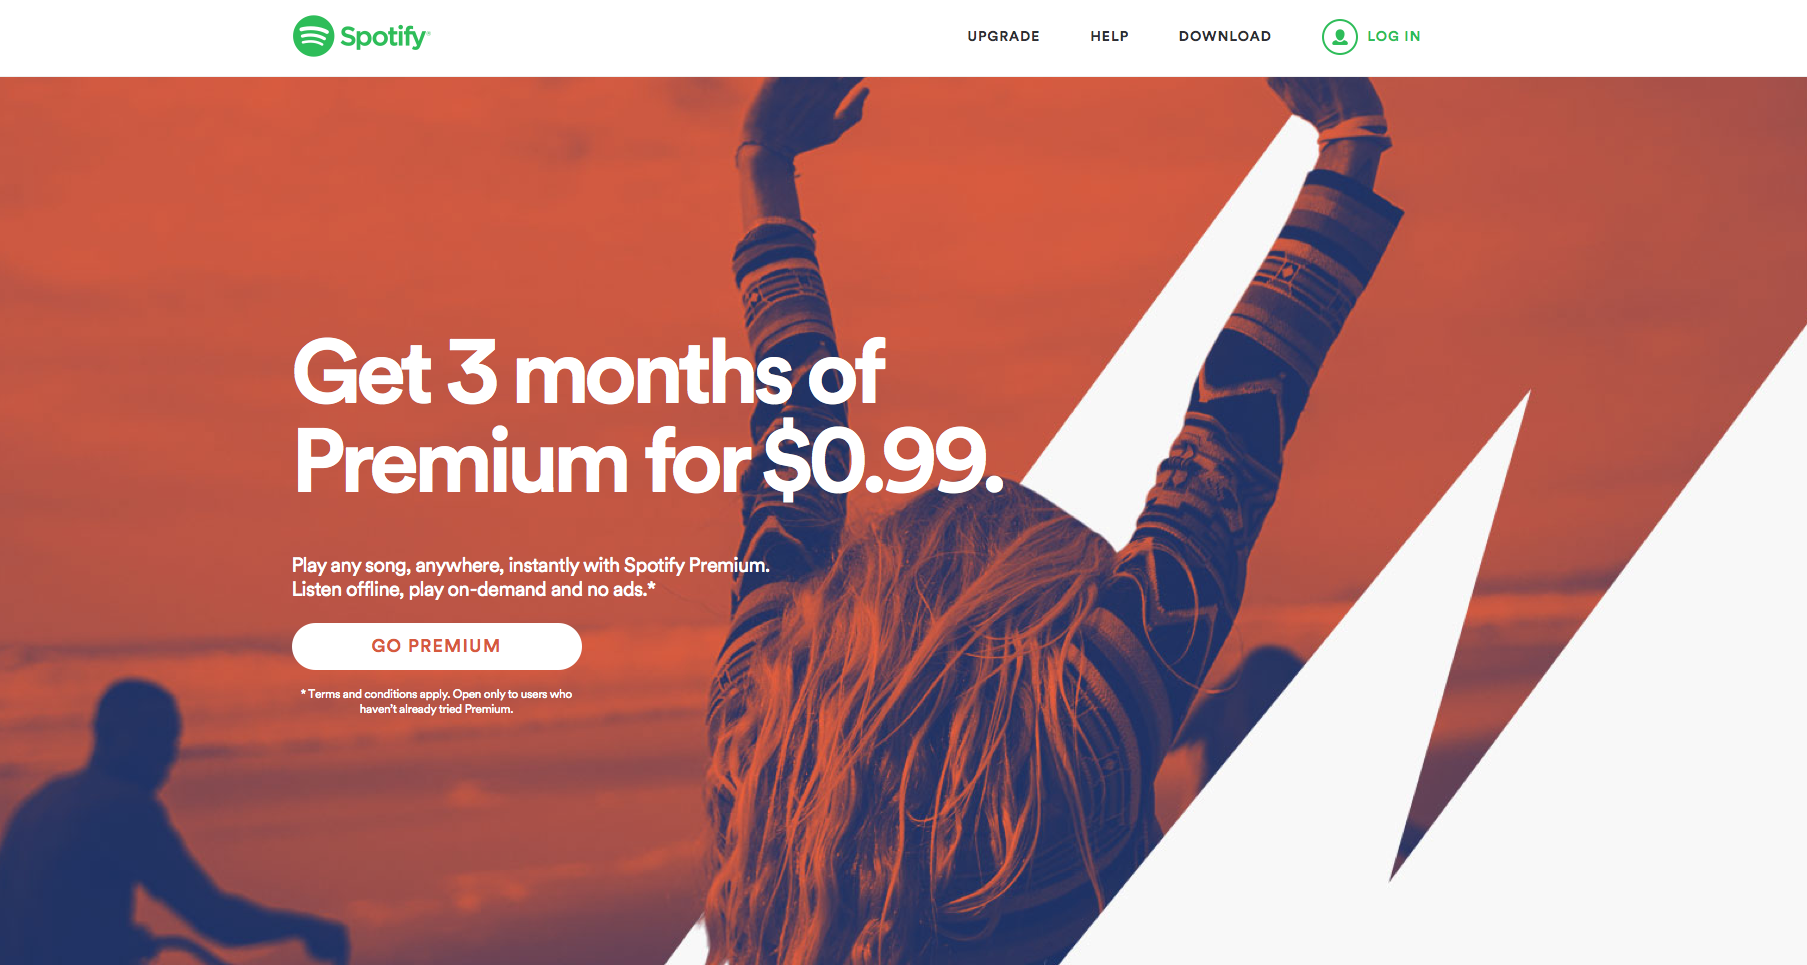 Spotify®
UPGRADE
HELP
DOWNLOAD
LOG IN
Get 3 months of
Premium for $0.99.
Play any song, anywhere, instantly with Spotify Premium.
Listen offline, play on-demand and no ads.*
GO PREMIUM
* Terms and conditions apply. Open only to users who
haven't already tried Premium.